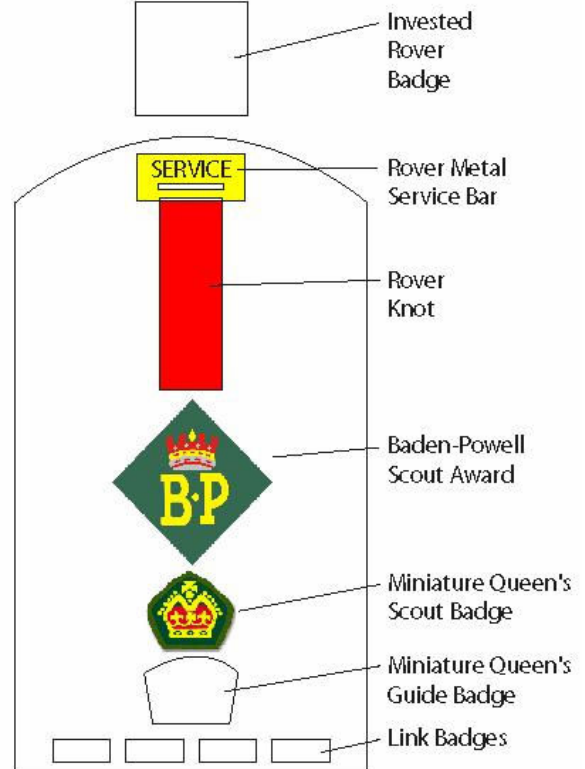 Invested
Rover
Badge
SERVICE
Rover Metal
Service Bar
Rover
Knot
Baden-Powell
Scout Award
B·P
Miniature Queen's
Scout Badge
Miniature Queen's
Guide Badge
Link Badges